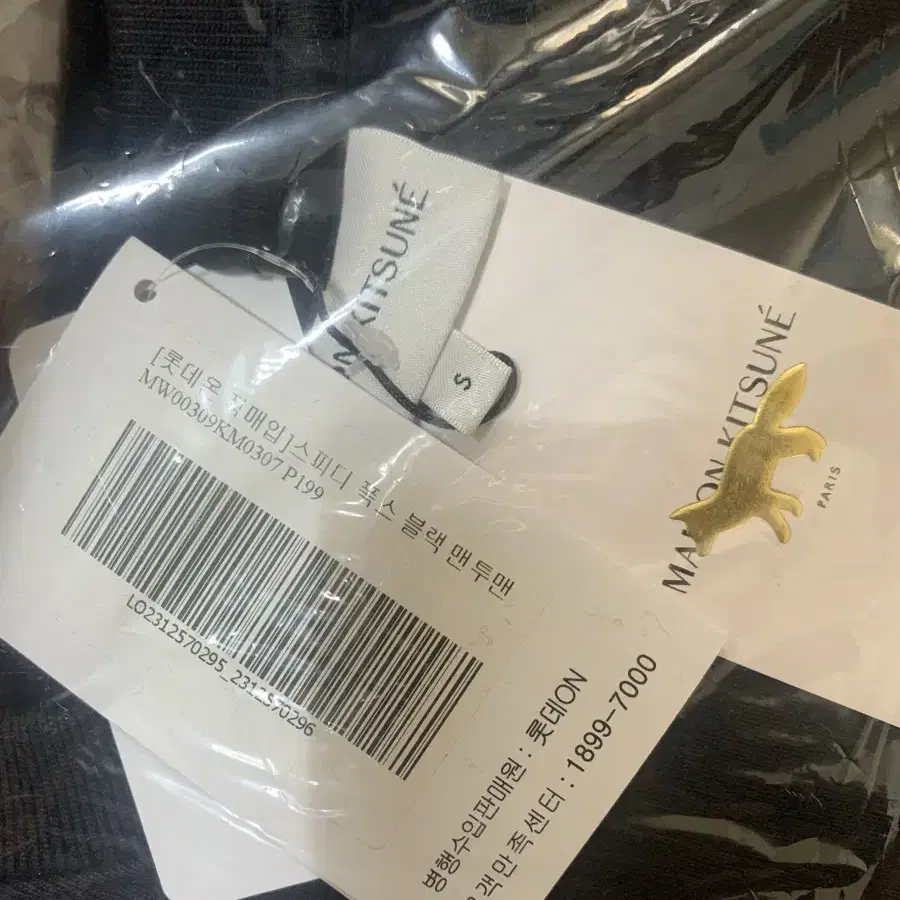 KITSUNÉ
S
MAISON KITSUNÉ
PARIS
[롯데온 직매입]스피디 폭스 블랙 맨투맨
MW00309KM0307 P199
LO2312570295_2312570296
병행수입판매원 : 롯데ON
고객만족센터 : 1899-7000